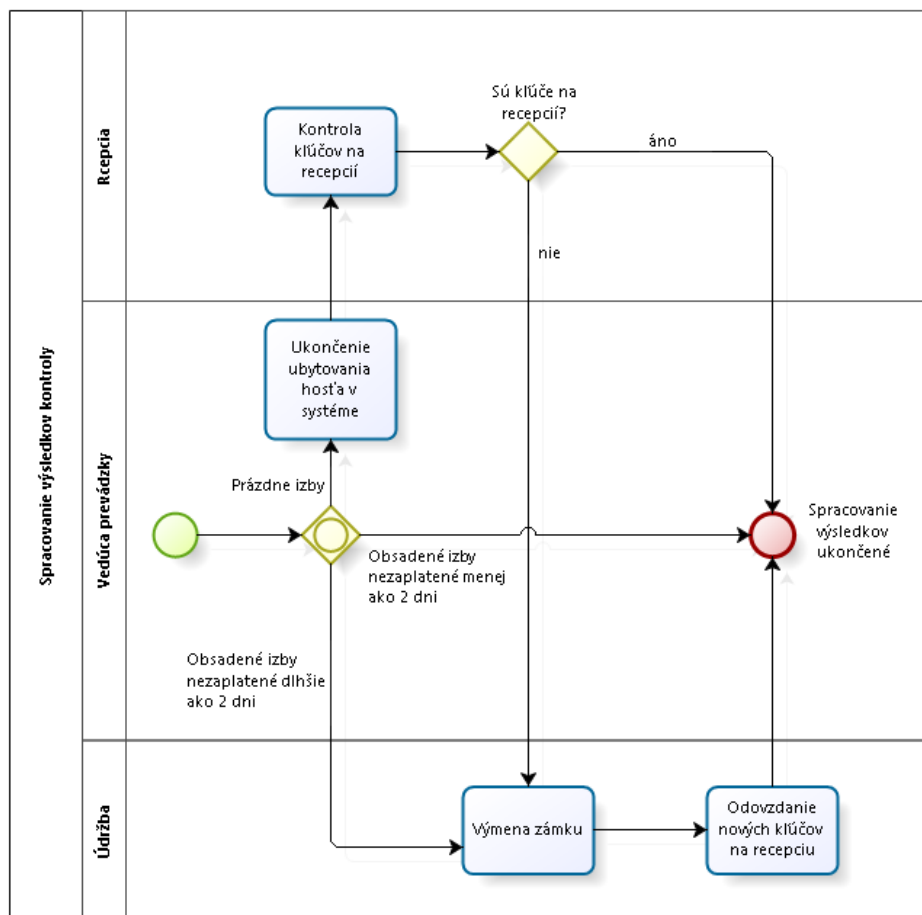 Spracovanie výsledkov kontroly
Rcepcia
Sú kľúče na
recepcií?
Kontrola
kľúčov na
recepcií
áno
nie
Vedúca prevádzky
Ukončenie
ubytovania
hosťa v
systéme
Prázdne izby
Spracovanie
výsledkov
ukončené
Obsadené izby
nezaplatené menej
ako 2 dni
Obsadené izby
nezaplatené dlhšie
ako 2 dni
Údržba
Výmena zámku
Odovzdanie
nových kľúčov
na recepciu